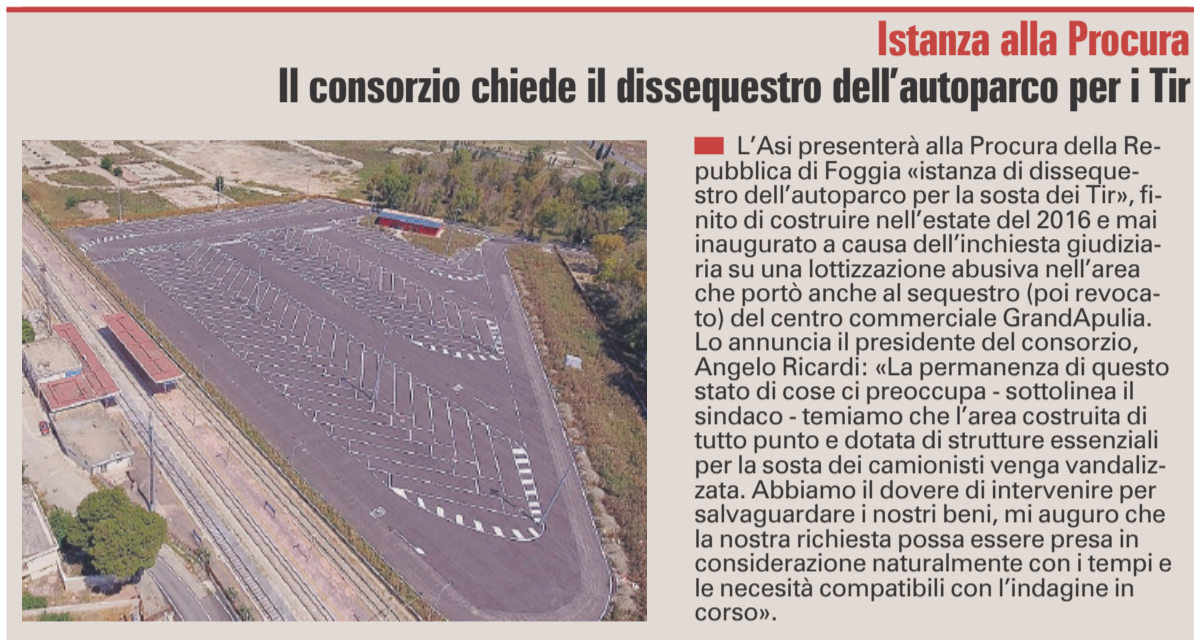 Istanza alla Procura
Il consorzio chiede il dissequestro dell'autoparco per i Tir
L'Asi presenterà alla Procura della Re-
pubblica di Foggia «istanza di disseque-
stro dell'autoparco per la sosta dei Tir», fi-
nito di costruire nell'estate del 2016 e mai
inaugurato a causa dell'inchiesta giudizia-
ria su una lottizzazione abusiva nell'area
che portò anche al sequestro (poi revoca-
to) del centro commerciale GrandApulia.
Lo annuncia il presidente del consorzio,
Angelo Ricardi: «La permanenza di questo
stato di cose ci preoccupa - sottolinea il
sindaco - temiamo che l'area costruita di
tutto punto e dotata di strutture essenziali
per la sosta dei camionisti venga vandaliz-
zata. Abbiamo il dovere di intervenire per
salvaguardare i nostri beni, mi auguro che
la nostra richiesta possa essere presa in
considerazione naturalmente con i tempi e
le necesità compatibili con l'indagine in
corso».